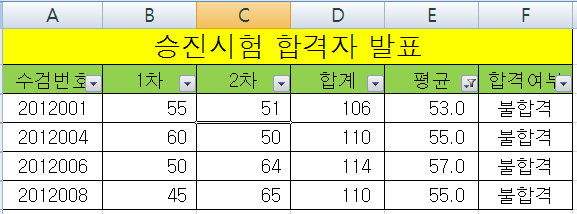 A B C D E F
승진시험 합격자 발표
수검번호 1차 2차 합계 평균 합격여부
2012001 55 51 106 53.0 불합격
2012004 60 50 110 55.0 불합격
2012006 50 64 114 57.0 불합격
2012008 45 65 110 55.0 불합격